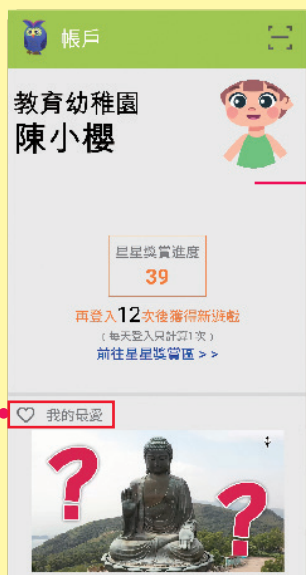 帳戶
教育幼稚園
陳小櫻
星星獎賞進度
39
再登入12次後獲得新遊戲
(每天登入只計算1次)
前往星星獎賞區 > >
我的最愛
? ?